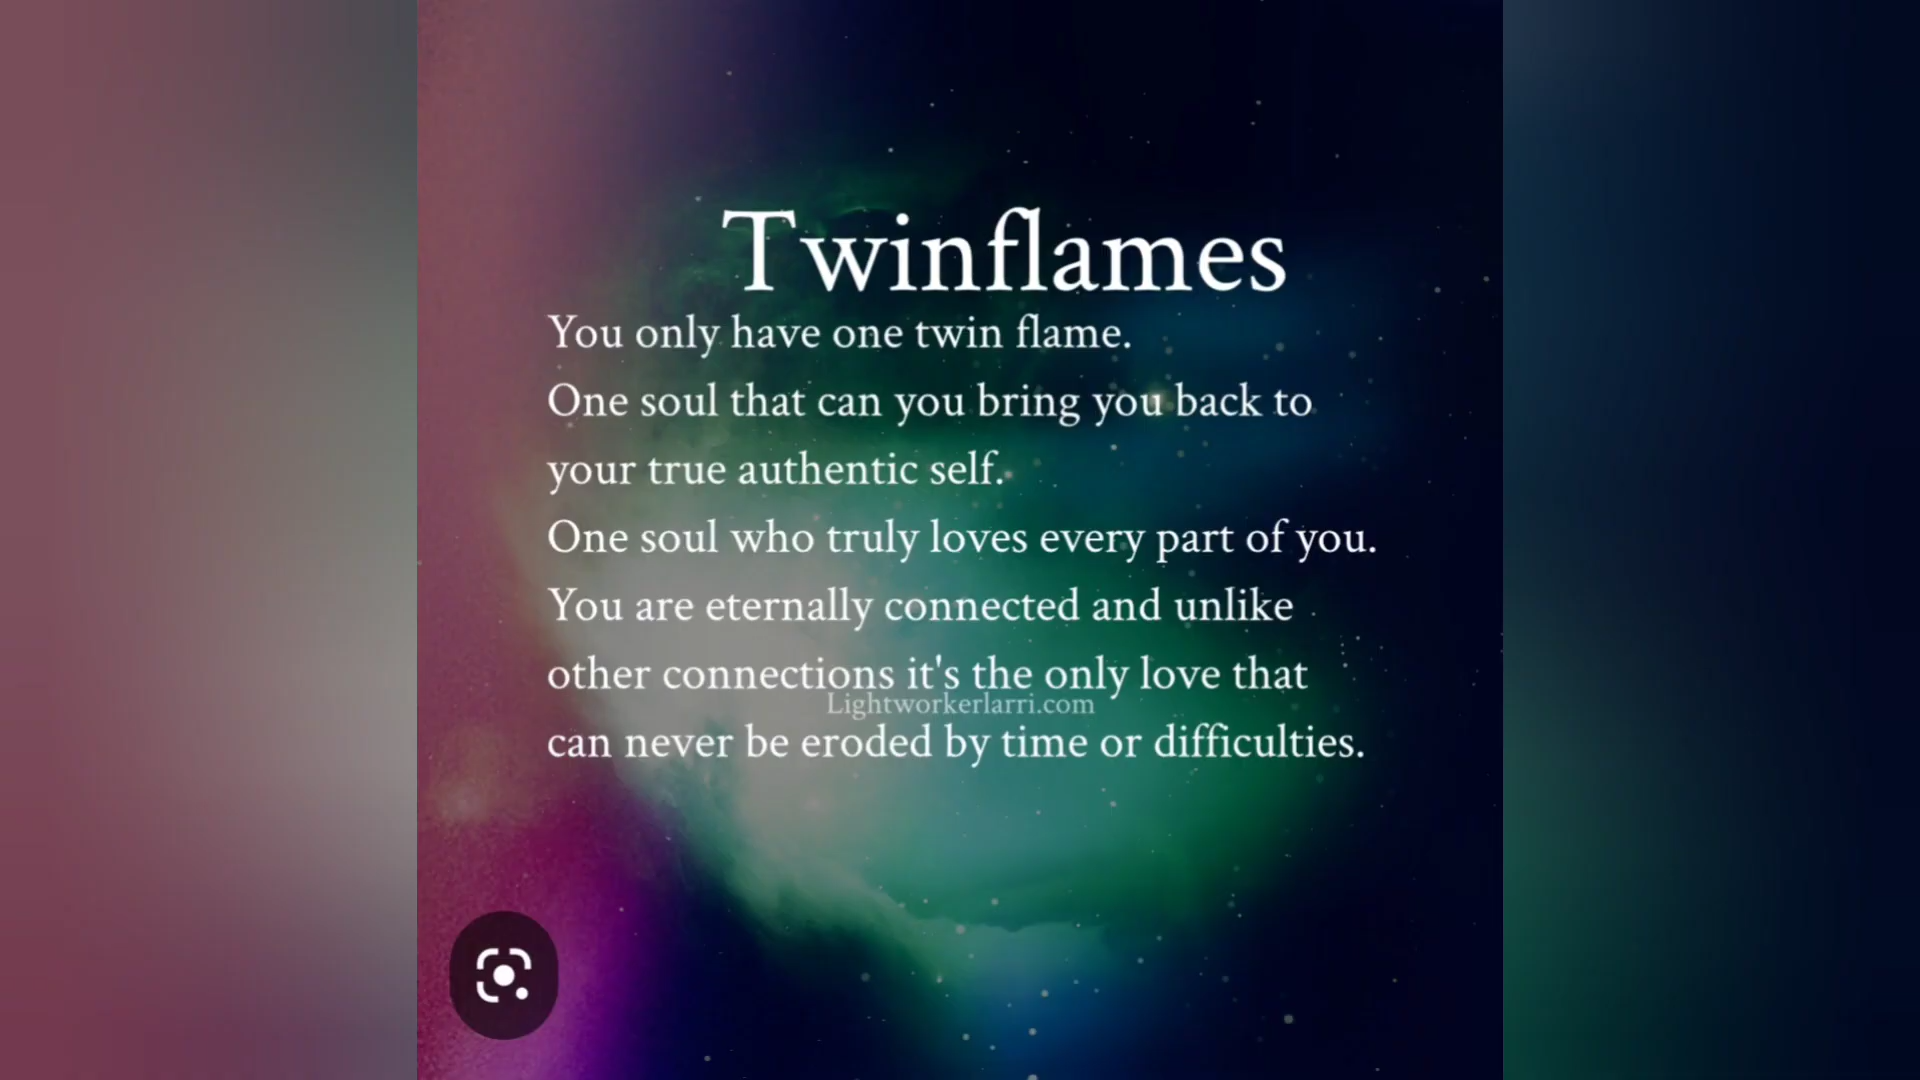 Twinflames
You only have one twin flame.
One soul that can you bring you back to
your true authentic self.
One soul who truly loves every part of you.
You are eternally connected and unlike
other connections it's the only love that
Lightworkerlarri.com
can never be eroded by time or difficulties.